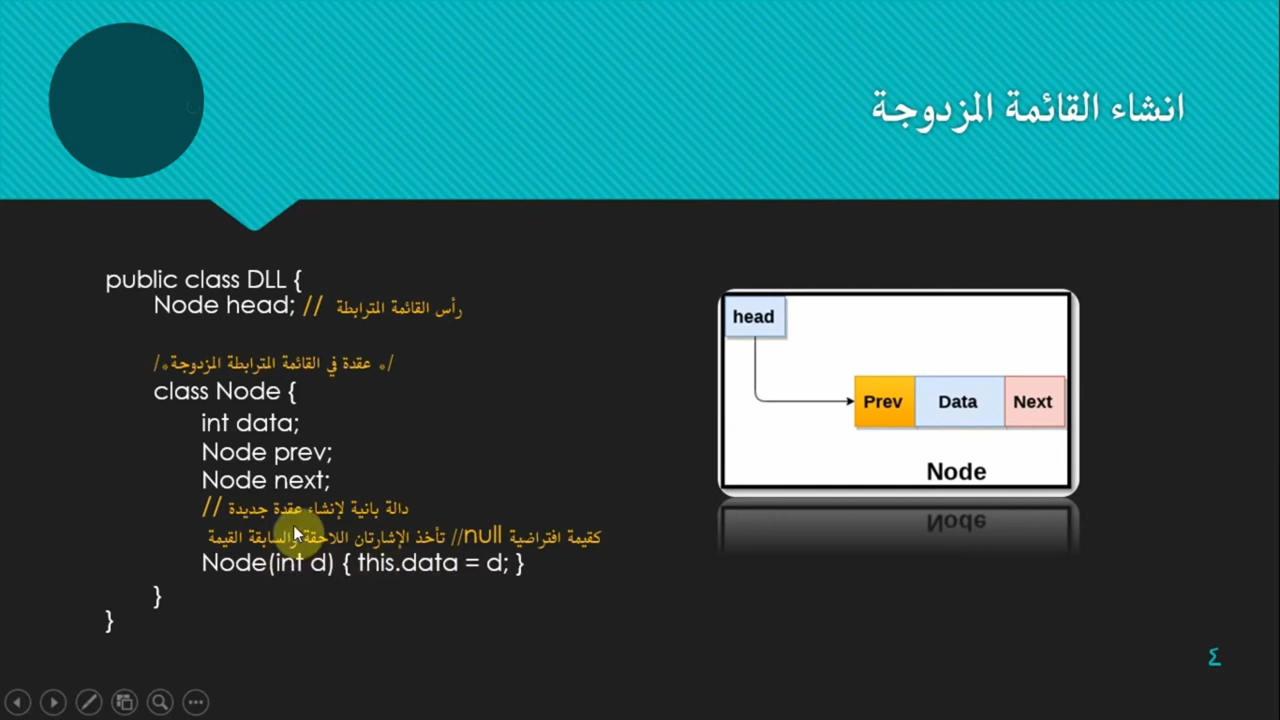 انشاء القائمة المزدوجة
public class DLL {
Node head; // رأس القائمة المترابطة
/* عقدة في القائمة المترابطة المزدوجة*/
class Node {
int data;
Node prev;
Node next;
// دالة بانية لإنشاء عقدة جديدة
كقيمة افتراضية null// تأخذ الإشارتان اللاحقة والسابقة القيمة
Node(int d) { this.data = d; }
}
}
head
Prev Data Next
Node
٤